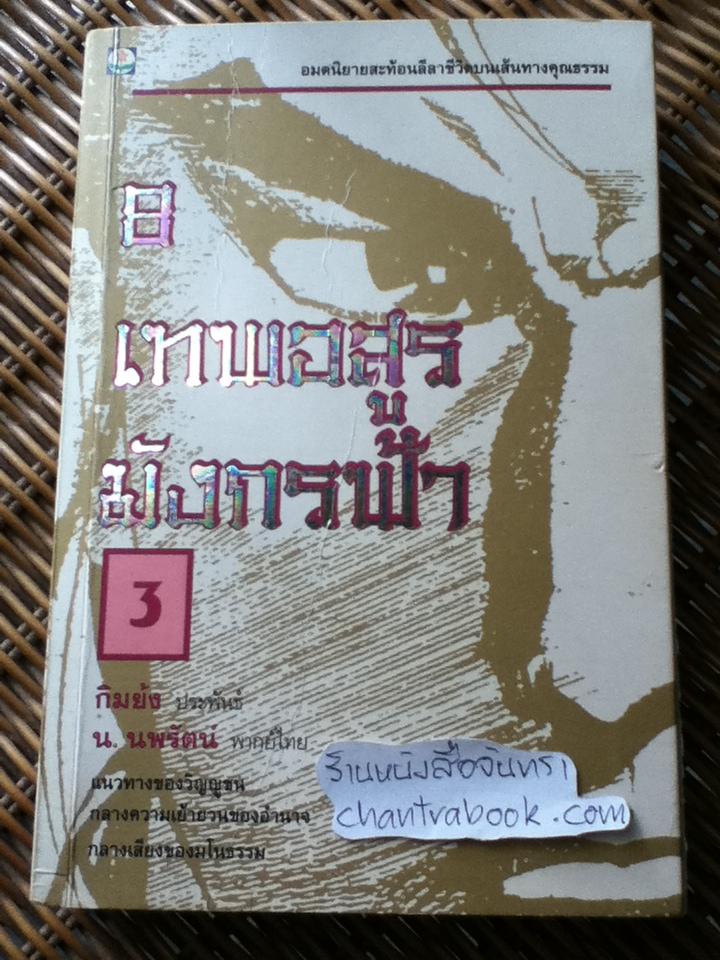 อมตนิยายสะท้อนลีลาชีวิตบนเส้นทางคุณธรรม
8
เทพอสูร
มังกรฟ้า
3
กิมย้ง ประพันธ์
น. นพรัตน์ พากย์ไทย
แนวทางของวิญญูชน
กลางความเย้ายวนของอำนาจ
กลางเสียงของมโนธรรม
ร้านหนังสือจันทรา
chantrabook.com